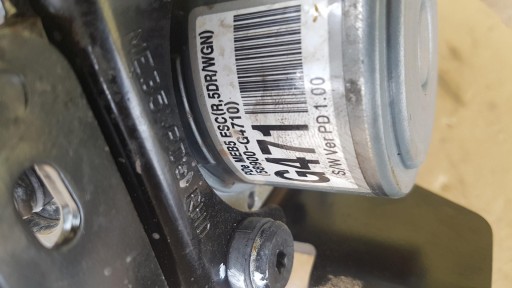 MEB5 ESC(R,5DR/WGN)
58900-G4710)
G471
S/W Ver:PD 1.00